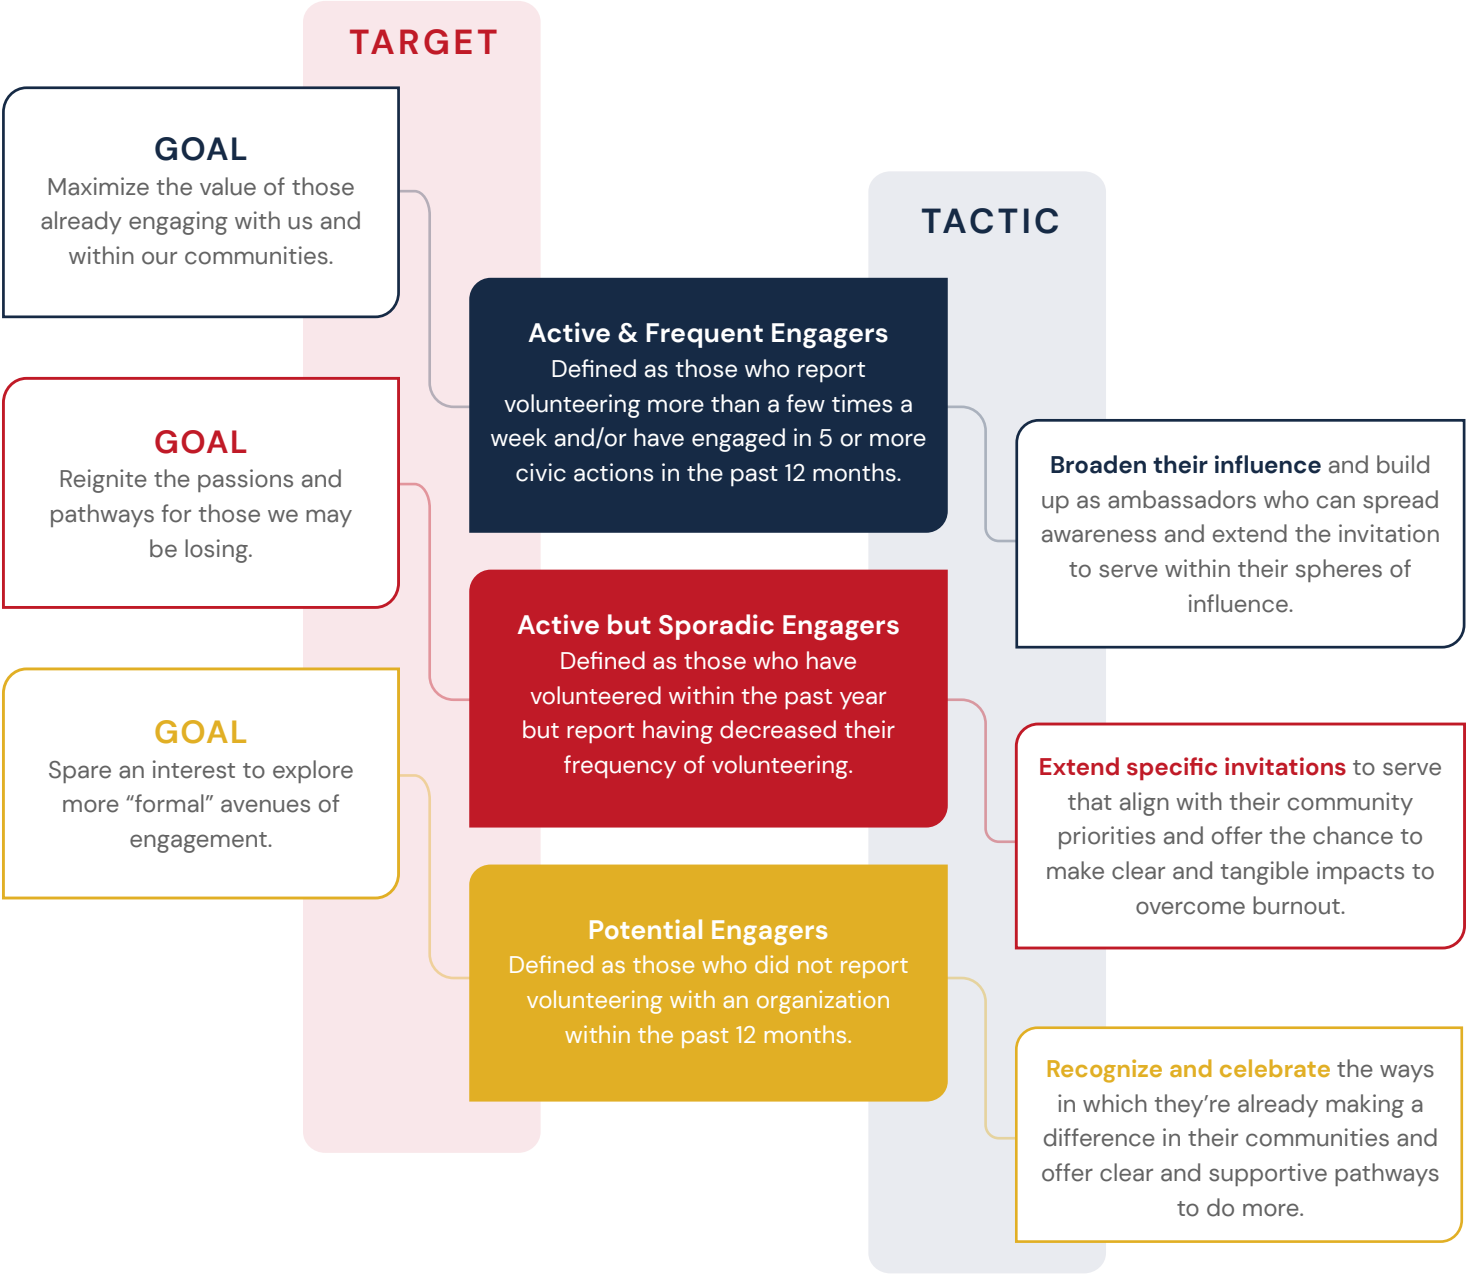 TARGET
GOAL
Maximize the value of those
already engaging with us and
within our communities.
TACTIC
Active & Frequent Engagers
Defined as those who report
volunteering more than a few times a
week and/or have engaged in 5 or more
civic actions in the past 12 months.
Broaden their influence and build
up as ambassadors who can spread
awareness and extend the invitation
to serve within their spheres of
influence.
GOAL
Reignite the passions and
pathways for those we may
be losing.
Active but Sporadic Engagers
Defined as those who have
volunteered within the past year
but report having decreased their
frequency of volunteering.
Extend specific invitations to serve
that align with their community
priorities and offer the chance to
make clear and tangible impacts to
overcome burnout.
GOAL
Spare an interest to explore
more “formal” avenues of
engagement.
Potential Engagers
Defined as those who did not report
volunteering with an organization
within the past 12 months.
Recognize and celebrate the ways
in which they’re already making a
difference in their communities and
offer clear and supportive pathways
to do more.